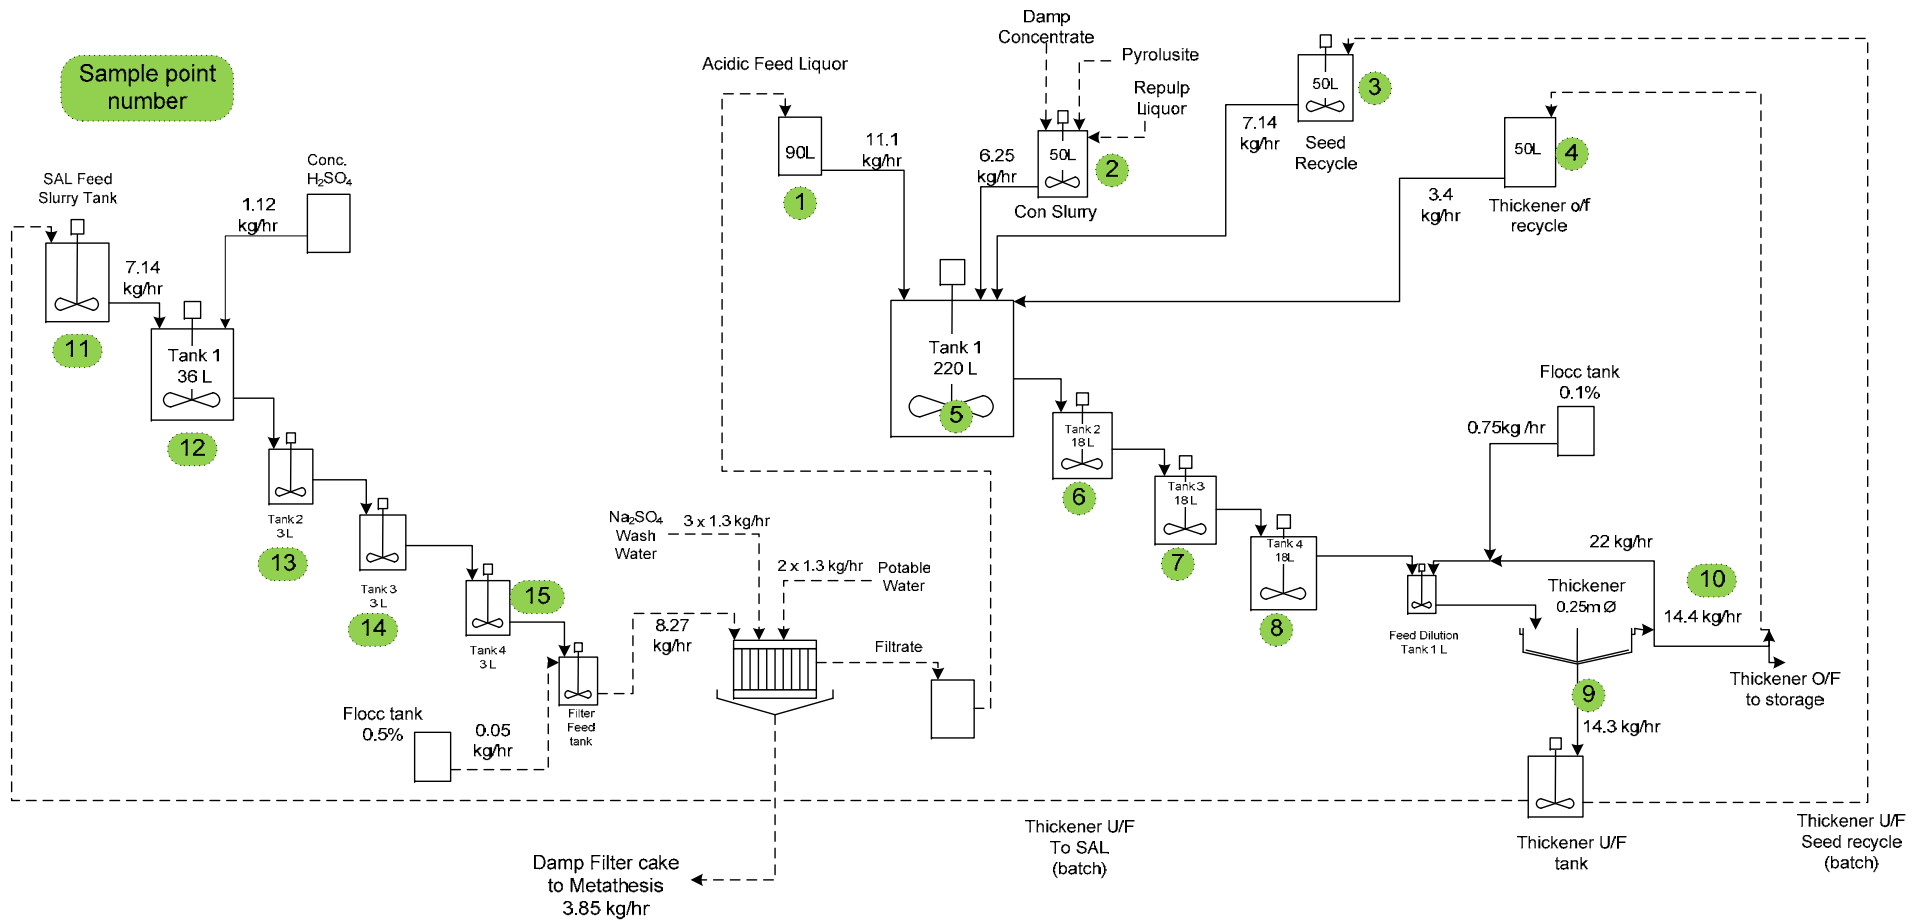 Sample point
number
SAL Feed
Slurry Tank
Conc.
H₂SO₄
1.12
kg/hr
7.14
kg/hr
11
Tank 1
36 L
12
Tank 2
3 L
13
Tank 3
3 L
14
15
Tank 4
3 L
Flocc tank
0.5%
0.05
kg/hr
Filter
Feed
tank
8.27
kg/hr
Na₂SO₄
Wash
Water
3 x 1.3 kg/hr
2 x 1.3 kg/hr
Potable
Water
Filtrate
Damp Filter cake
to Metathesis
3.85 kg/hr
Acidic Feed Liquor
90L
1
11.1
kg/hr
Damp
Concentrate
Pyrolusite
Repulp
Liquor
50L
2
6.25
kg/hr
Con Slurry
50L
3
7.14
kg/hr
Seed
Recycle
50L
4
3.4
kg/hr
Thickener o/f
recycle
Tank 1
220 L
5
Tank 2
18L
6
Tank 3
18 L
7
Tank 4
18L
8
Flocc tank
0.1%
0.75kg /hr
22 kg/hr
10
Thickener
0.25m Ø
14.4 kg/hr
Feed Dilution
Tank 1 L
Thickener O/F
to storage
9
14.3 kg/hr
Thickener U/F
To SAL
(batch)
Thickener U/F
tank
Thickener U/F
Seed recycle
(batch)